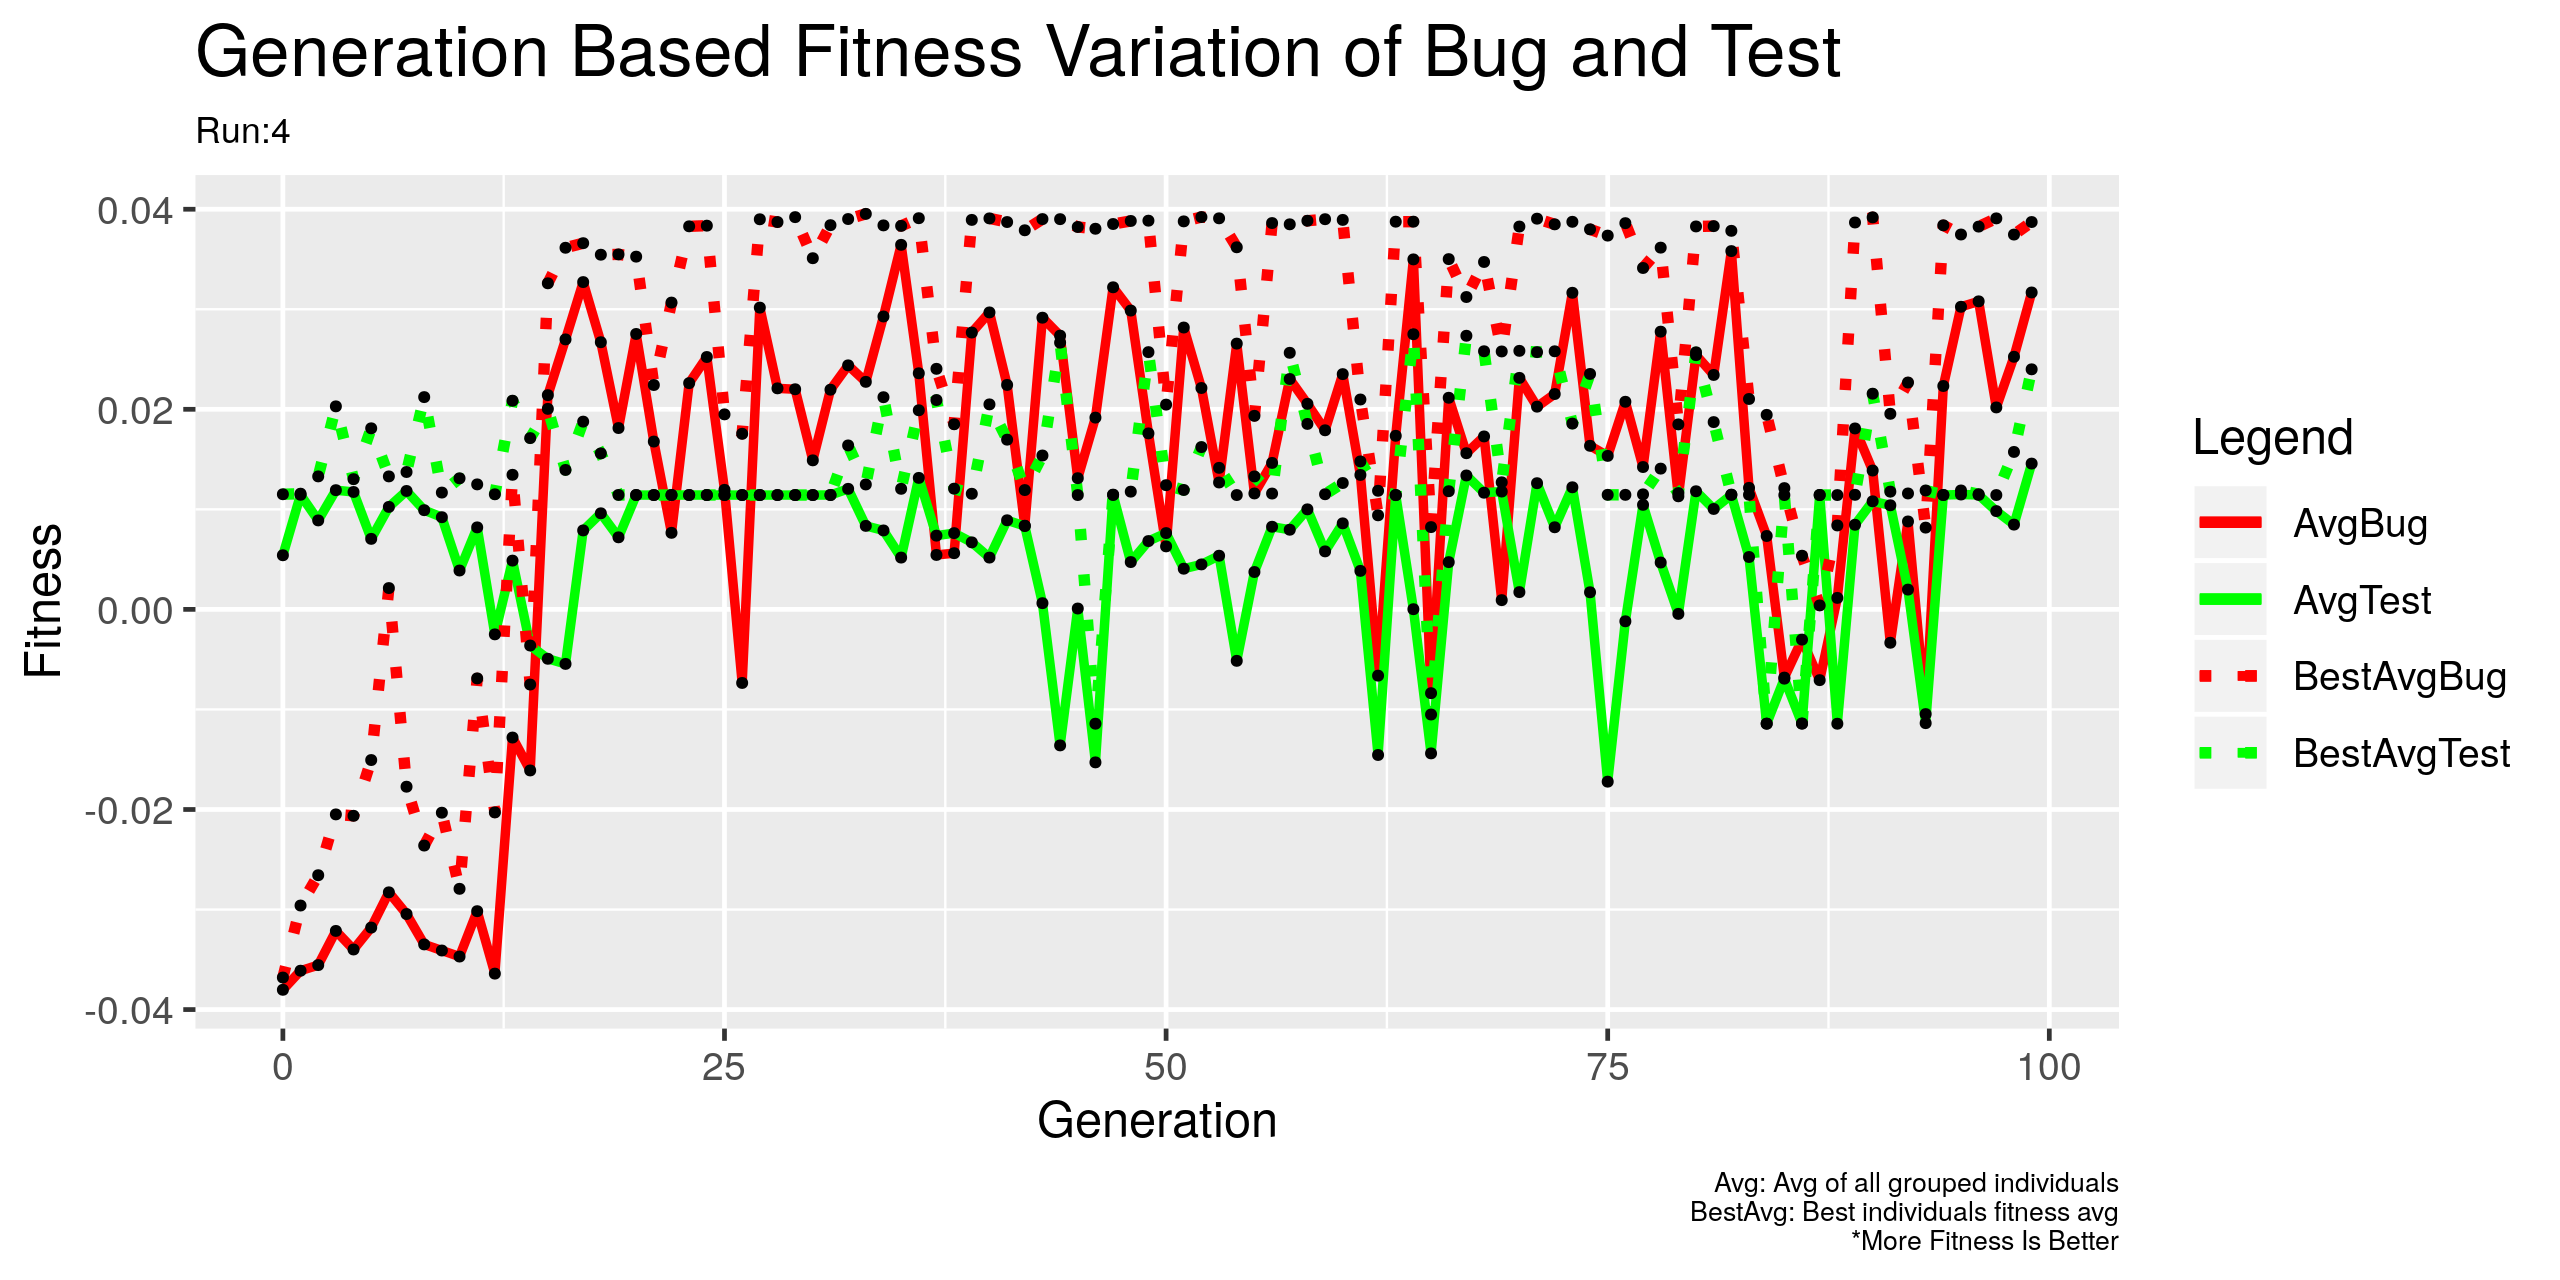 Generation Based Fitness Variation of Bug and Test
Run:4
0.04
0.02
0.00
-0.02
-0.04
Fitness
0
25
50
75
100
Generation
Legend
AvgBug
AvgTest
BestAvgBug
BestAvgTest
Avg: Avg of all grouped individuals
BestAvg: Best individuals fitness avg
*More Fitness Is Better